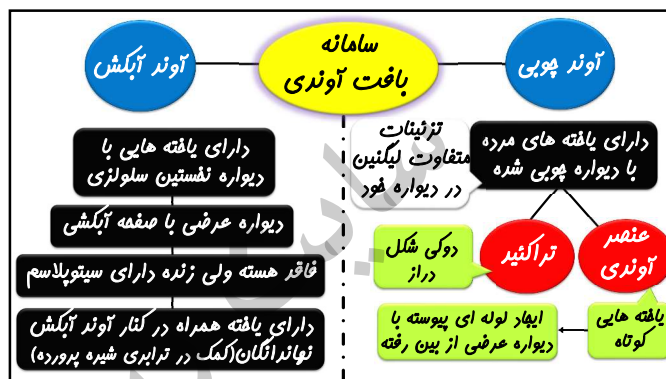 سامانه
بافت آوندی
آوند چوبی
آوند آبکش
دارای یافته های مرده
با دیواره چوبی شده
تزئینات
متفاوت لیگنین
در دیواره خود
عنصر
آوندی
تراکئید
دوکی شکل
دراز
یافته هایی
کوتاه
ایجاد لوله ای پیوسته با
دیواره عرضی از بین رفته
دارای یافته هایی با
دیواره نخستین سلولزی
دیواره عرضی با صفحه آبکشی
فاقر هسته ولی زنره دارای سیتوپلاسم
دارای یافته همراه در کنار آوند آبکش
نهاندانگان(کمک در ترابری شیره پرورده)